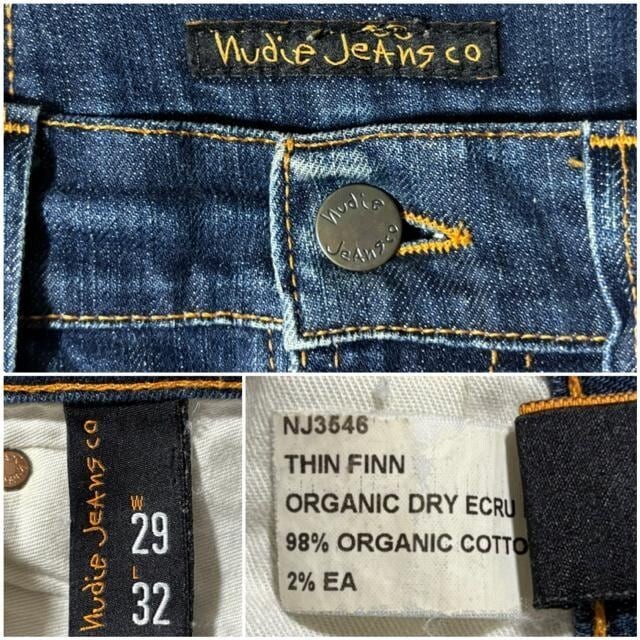 Nudie Jeans co
Nudie
Jeans co
Nudie Jeans co
W
29
L
32
NJ3546
THIN FINN
ORGANIC DRY ECRU
98% ORGANIC COTTO
2% EA